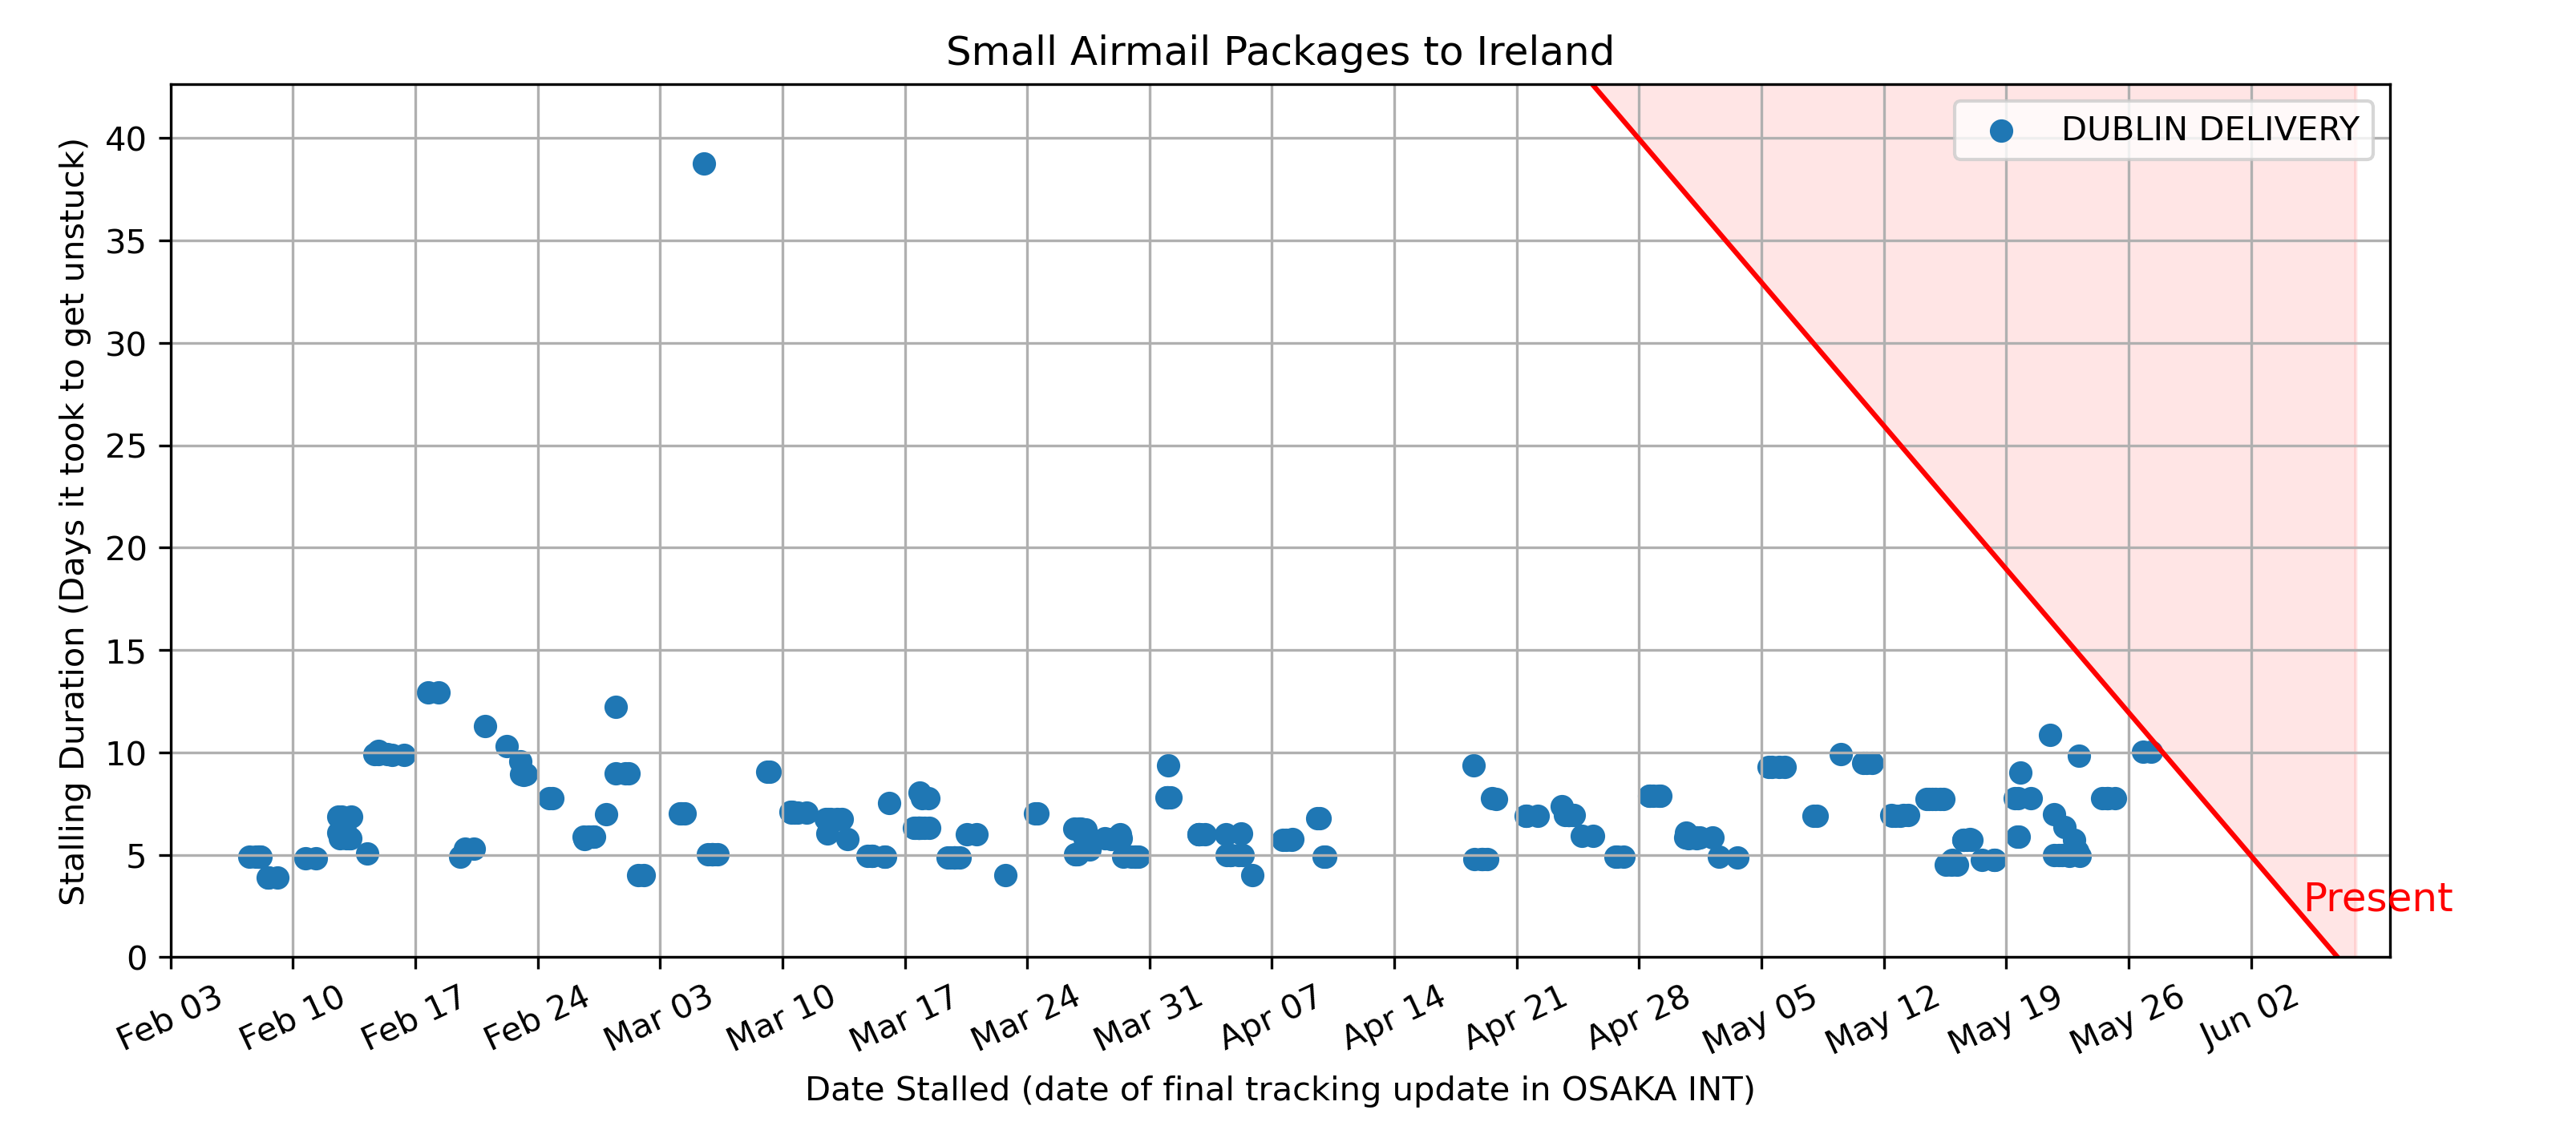 Small Airmail Packages to Ireland
DUBLIN DELIVERY
Stalling Duration (Days it took to get unstuck)
40
35
30
25
20
15
10
5
0
Present
Feb 03
Feb 10
Feb 17
Feb 24
Mar 03
Mar 10
Mar 17
Mar 24
Mar 31
Apr 07
Apr 14
Apr 21
Apr 28
May 05
May 12
May 19
May 26
Jun 02
Date Stalled (date of final tracking update in OSAKA INT)